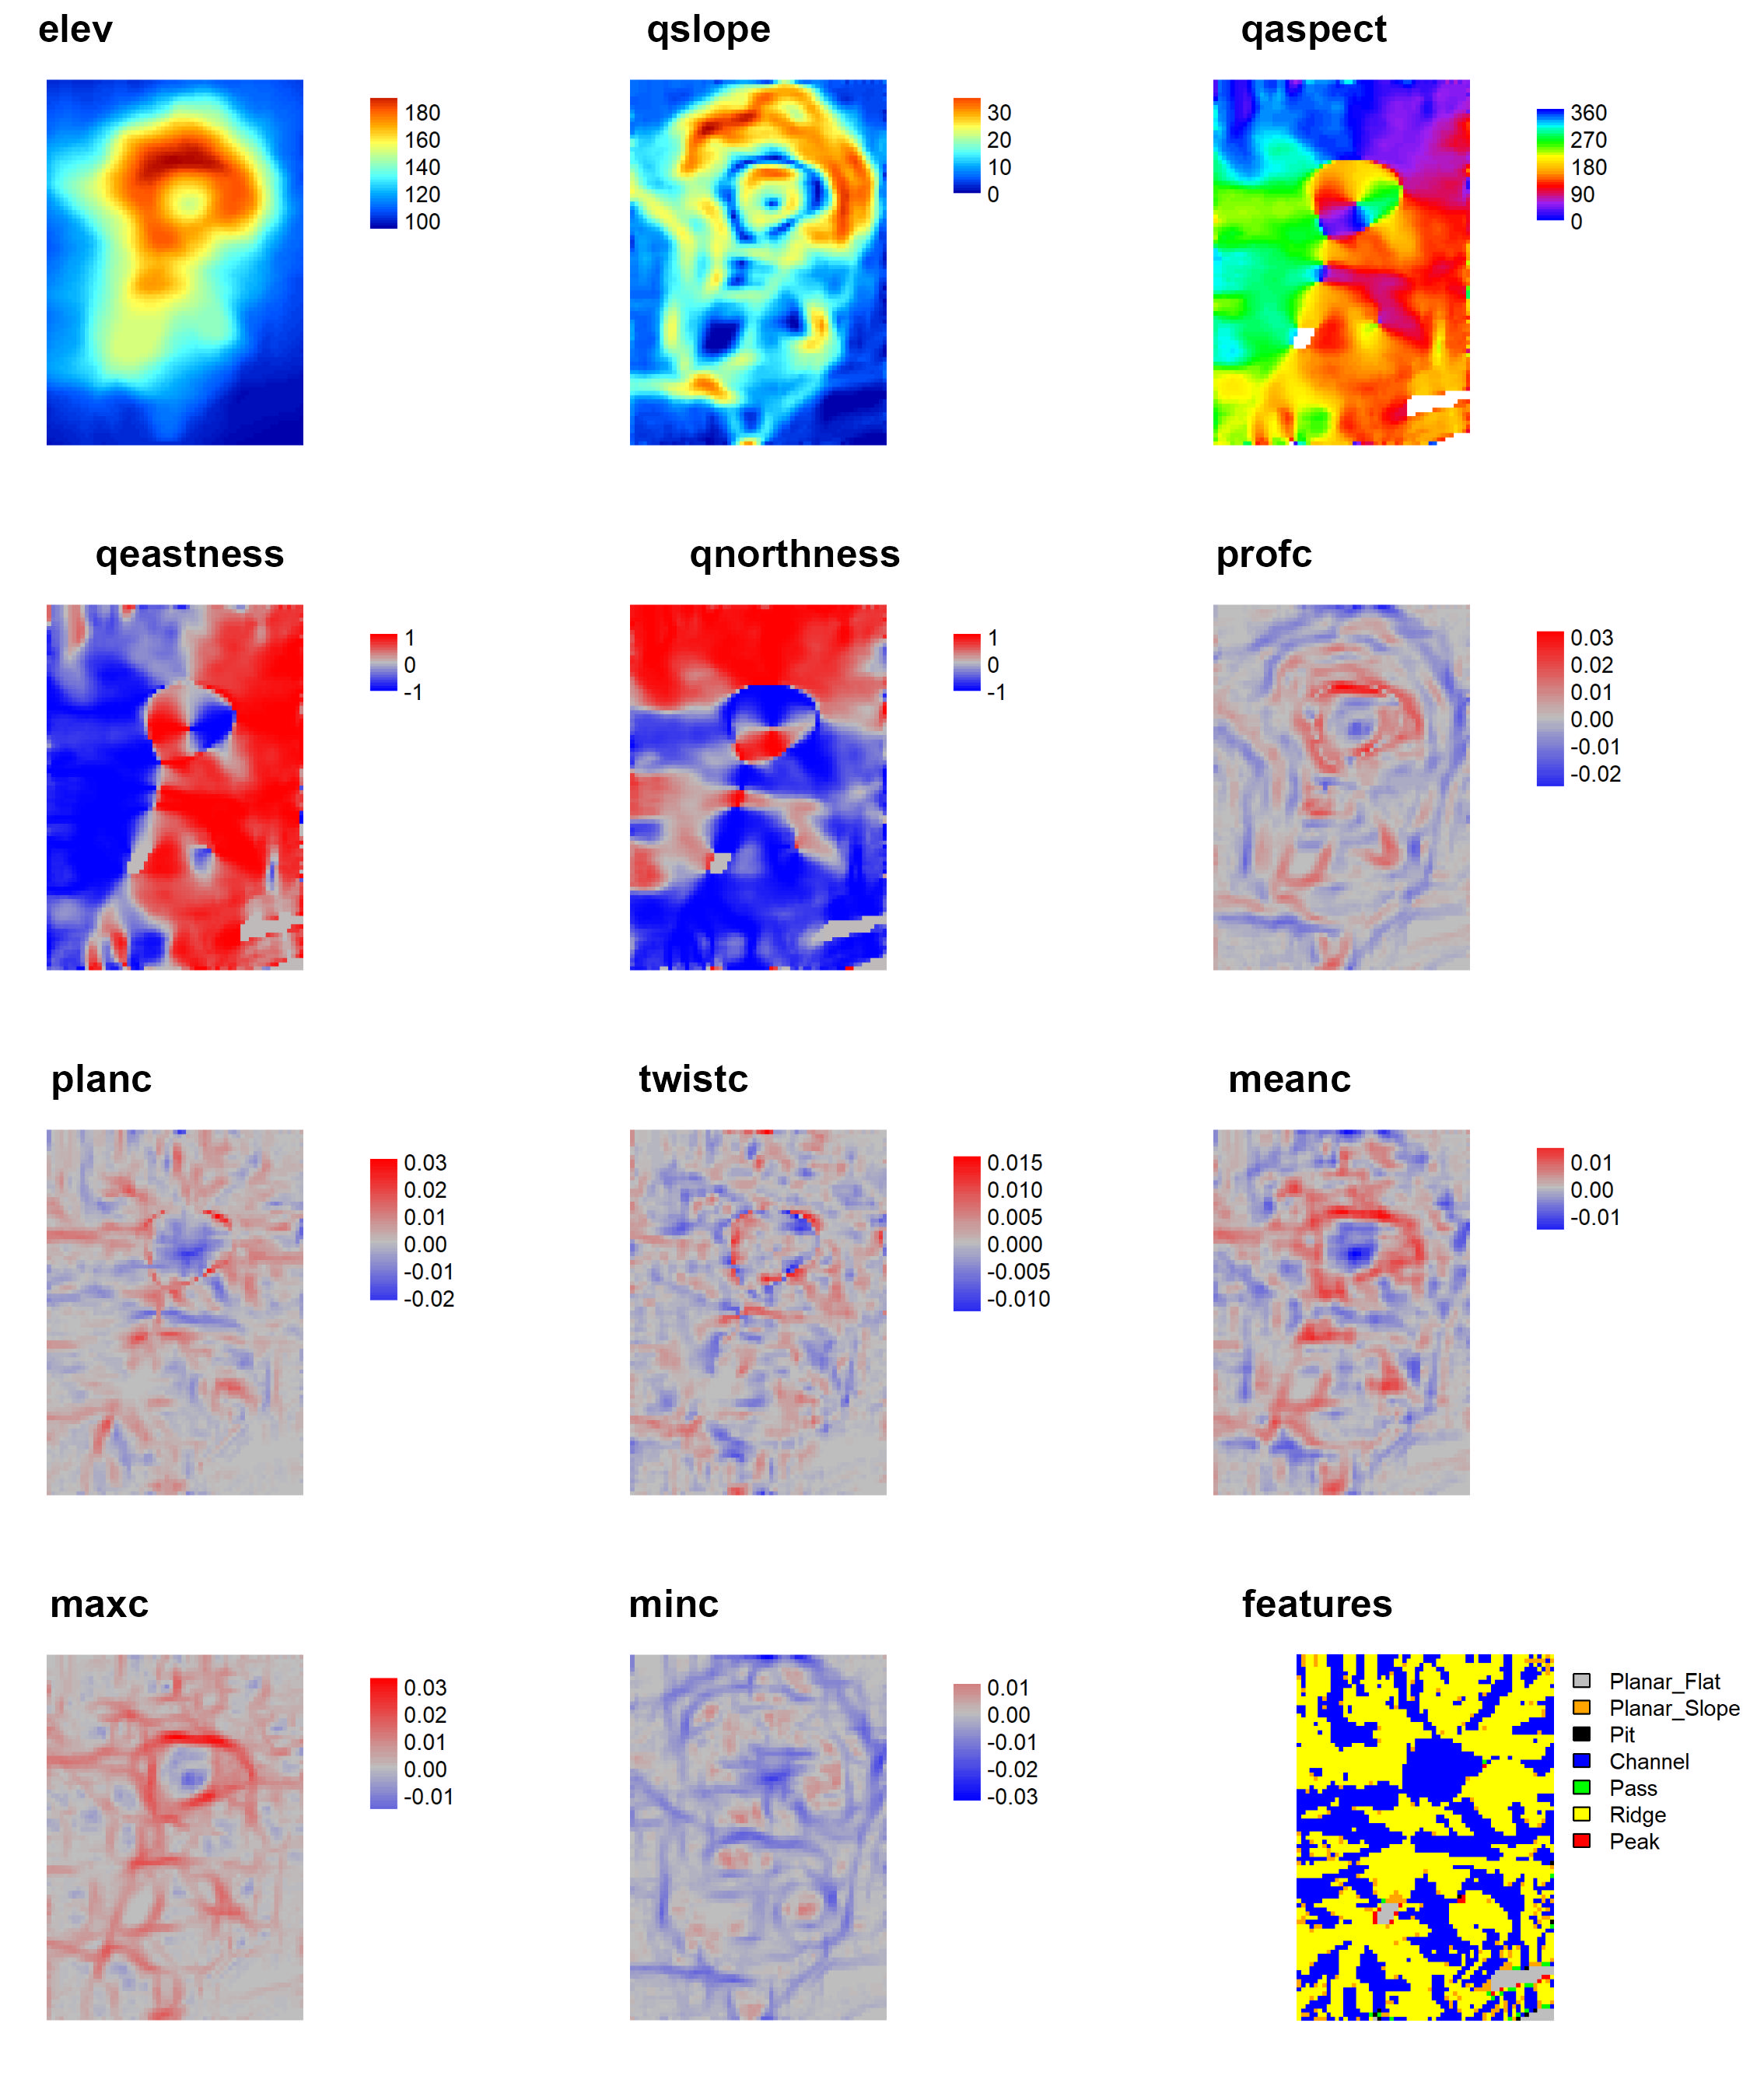 elev
180
160
140
120
100
qslope
30
20
10
0
qaspect
360
270
180
90
0
qeastness
1
0
-1
qnorthness
1
0
-1
profc
0.03
0.02
0.01
0.00
-0.01
-0.02
planc
0.03
0.02
0.01
0.00
-0.01
-0.02
twistc
0.015
0.010
0.005
0.000
-0.005
-0.010
meanc
0.01
0.00
-0.01
maxc
0.03
0.02
0.01
0.00
-0.01
minc
0.01
0.00
-0.01
-0.02
-0.03
features
Planar_Flat
Planar_Slope
Pit
Channel
Pass
Ridge
Peak